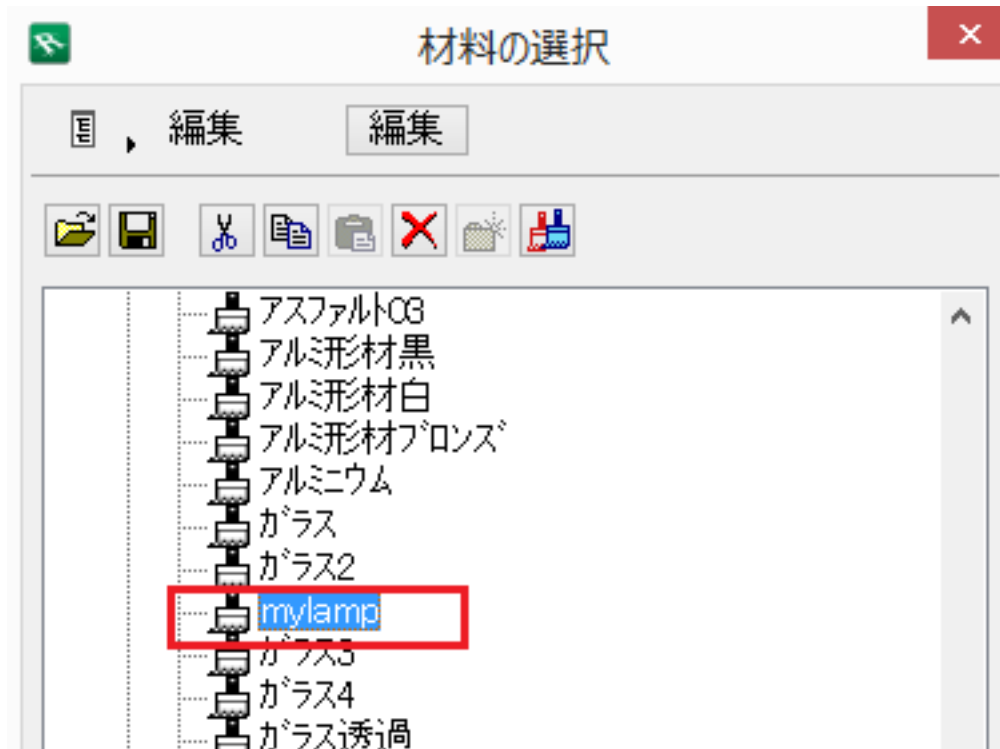 材料の選択
編集 編集
アスファルト03
アルミ形材黒
アルミ形材白
アルミ形材ブロンズ
アルミニウム
ガラス
ガラス2
mylamp
ガラス3
ガラス4
ガラス透過